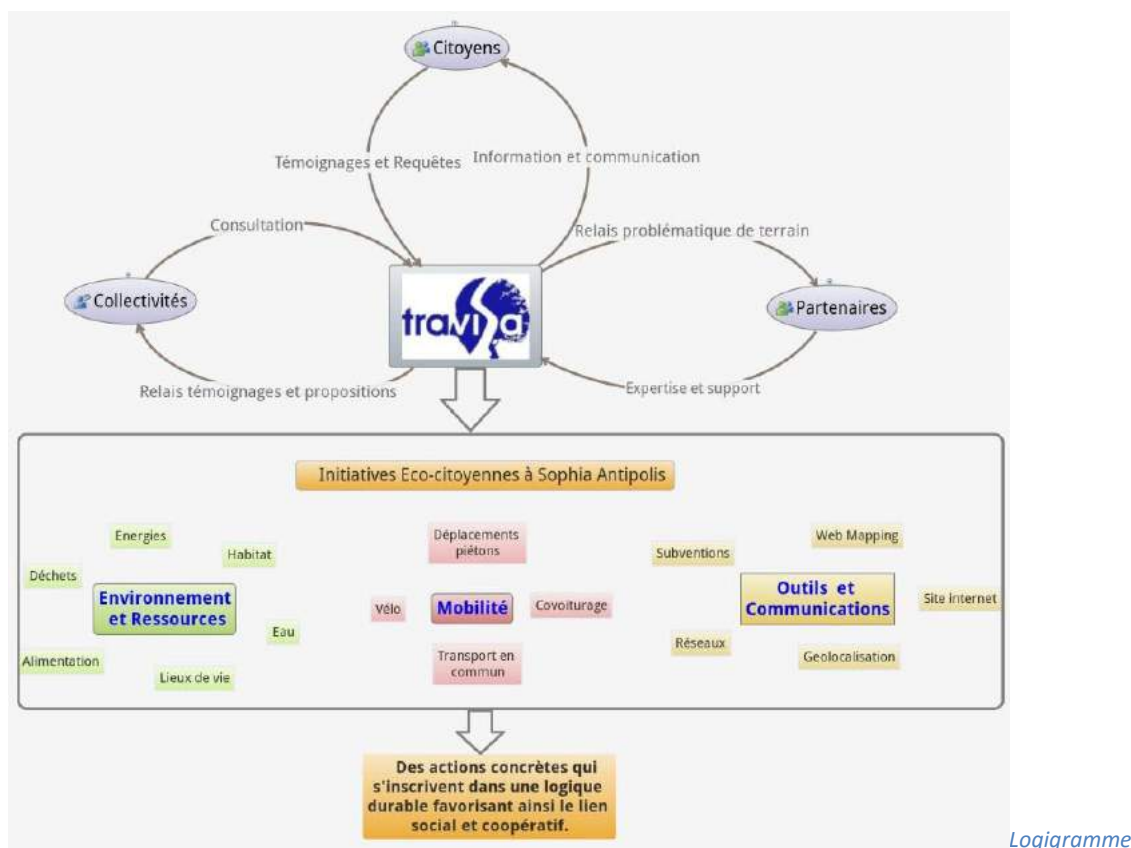 Citoyens
Témoignages et Requêtes
Information et communication
Consultation
Relais problématique de terrain
Collectivités
travisa
Partenaires
Relais témoignages et propositions
Expertise et support
Initiatives Eco-citoyennes à Sophia Antipolis
Energies
Habitat
Déchets
Environnement
et Ressources
Eau
Alimentation
Lieux de vie
Déplacements
piétons
Vélo
Mobilité
Covoiturage
Transport en
commun
Web Mapping
Subventions
Outils et
Communications
Site internet
Réseaux
Geolocalisation
Des actions concrètes qui
s'inscrivent dans une logique
durable favorisant ainsi le lien
social et coopératif.
Logigramme